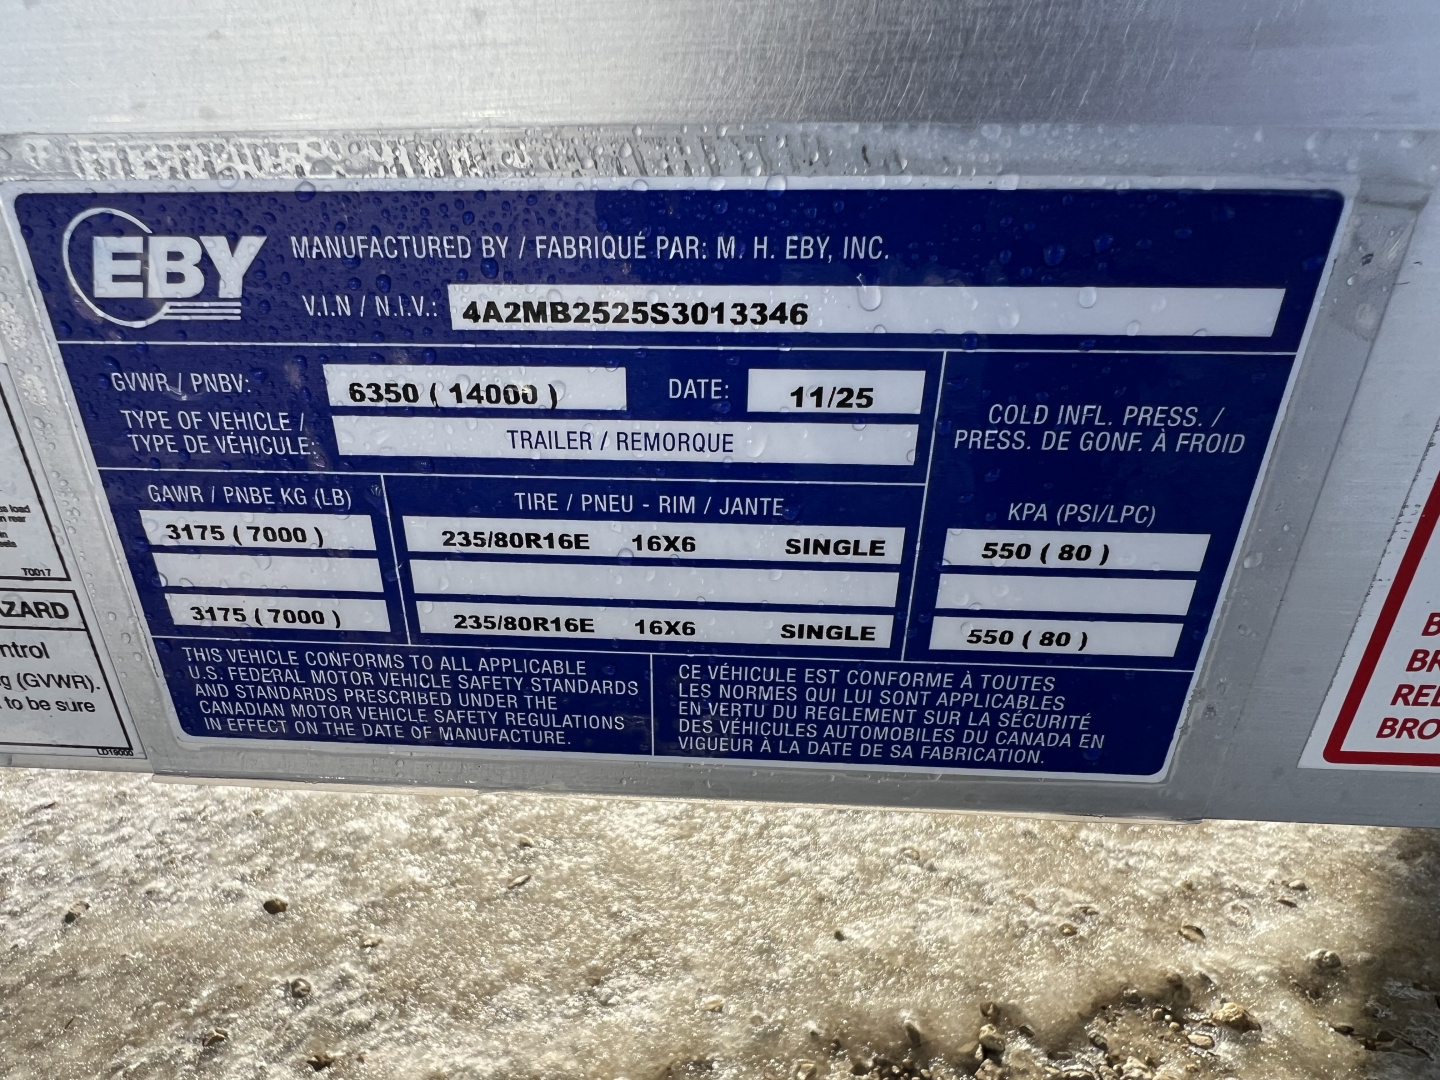 EBY
MANUFACTURED BY / FABRIQUÉ PAR: M. H. EBY, INC.
V.I.N / N.I.V.: 4A2MB2525S3013346
GVWR / PNBV: 6350 ( 14000 ) DATE: 11/25
TYPE OF VEHICLE /
TYPE DE VÉHICULE: TRAILER / REMORQUE
COLD INFL. PRESS. /
PRESS. DE GONF. À FROID
GAWR / PNBE KG (LB) TIRE / PNEU - RIM / JANTE KPA (PSI/LPC)
3175 ( 7000 ) 235/80R16E 16X6 SINGLE 550 ( 80 )
3175 ( 7000 ) 235/80R16E 16X6 SINGLE 550 ( 80 )
THIS VEHICLE CONFORMS TO ALL APPLICABLE
U.S. FEDERAL MOTOR VEHICLE SAFETY STANDARDS
AND STANDARDS PRESCRIBED UNDER THE
CANADIAN MOTOR VEHICLE SAFETY REGULATIONS
IN EFFECT ON THE DATE OF MANUFACTURE.
CE VÉHICULE EST CONFORME À TOUTES
LES NORMES QUI LUI SONT APPLICABLES
EN VERTU DU REGLEMENT SUR LA SÉCURITÉ
DES VÉHICULES AUTOMOBILES DU CANADA EN
VIGUEUR À LA DATE DE SA FABRICATION.
load
rear
T0017
ZARD
ntrol
g (GVWR).
to be sure
B
BR
REL
BRO